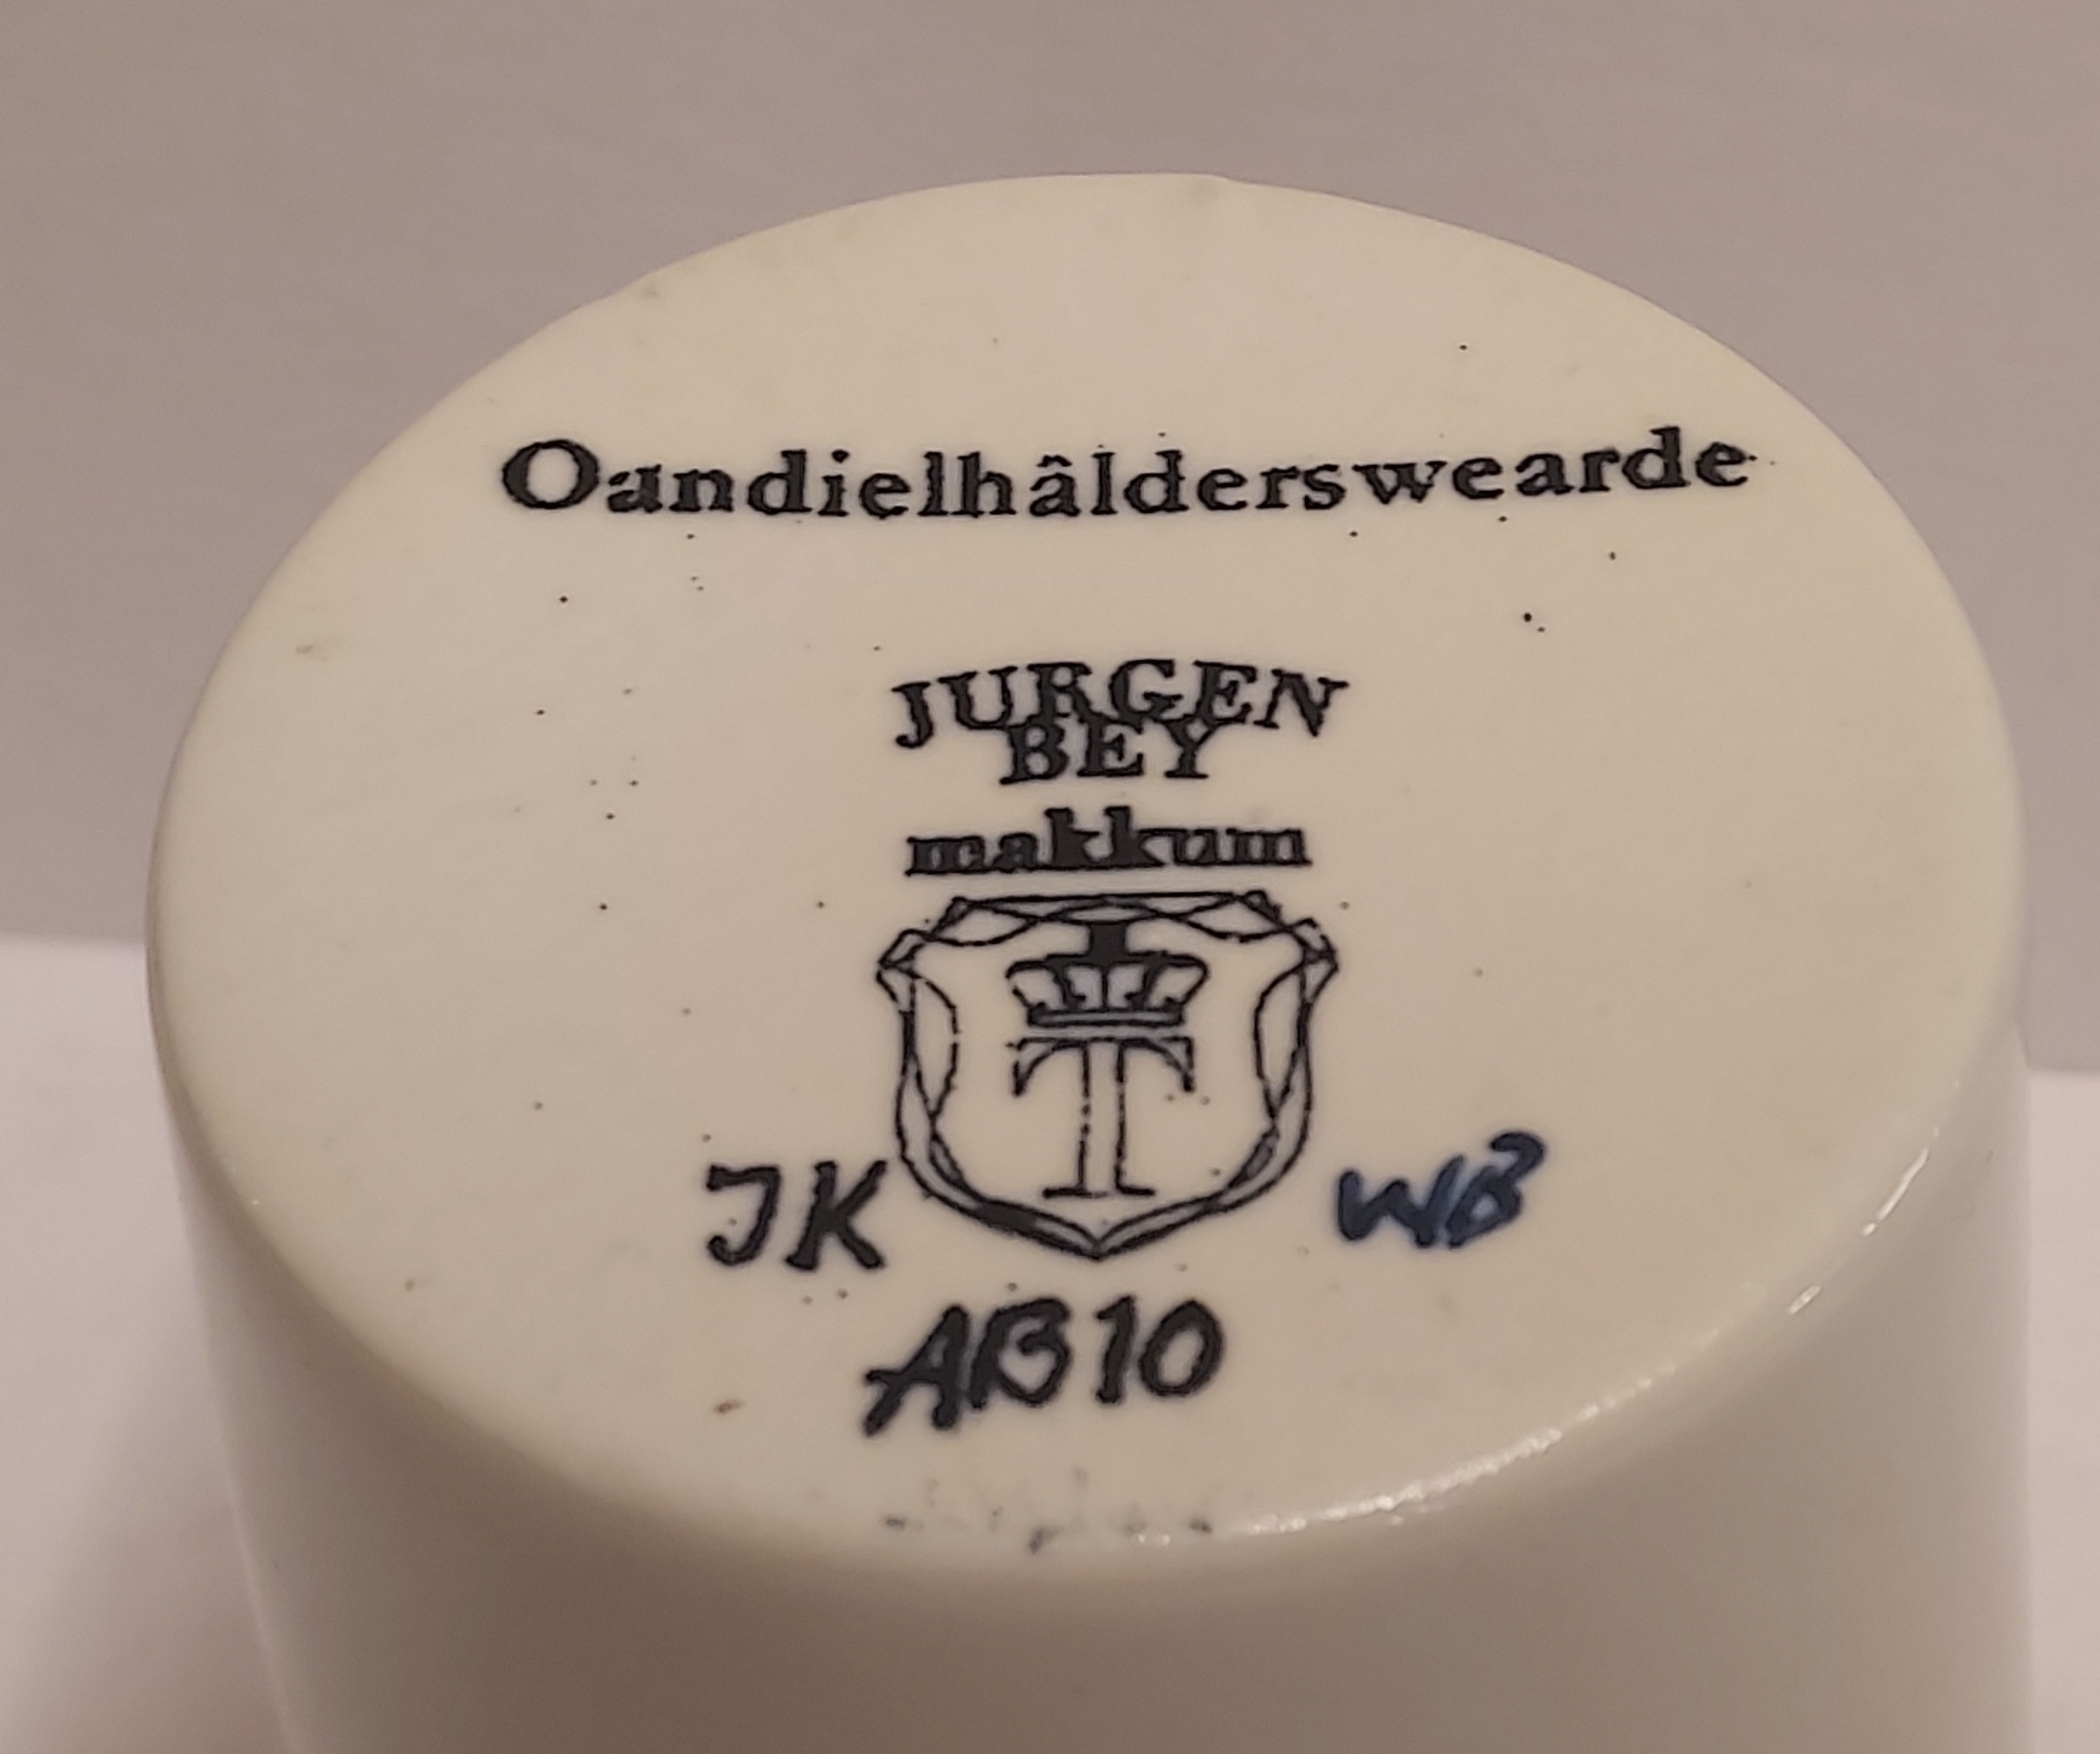 Oandielhâlderswearde
JURGEN
BEY
makkum
T
JK WB
AB10